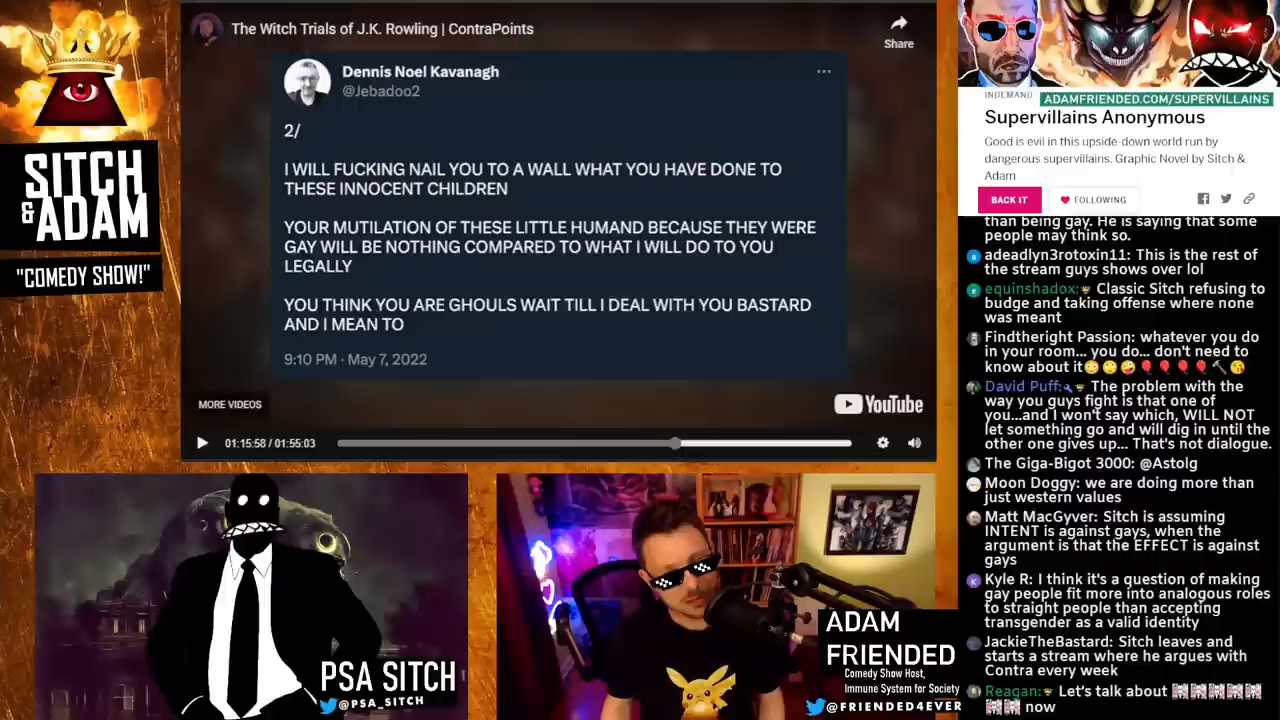 The Witch Trials of J.K. Rowling | ContraPoints
Share
Dennis Noel Kavanagh
@Jebadoo2
2/
I WILL FUCKING NAIL YOU TO A WALL WHAT YOU HAVE DONE TO
THESE INNOCENT CHILDREN
YOUR MUTILATION OF THESE LITTLE HUMAND BECAUSE THEY WERE
GAY WILL BE NOTHING COMPARED TO WHAT I WILL DO TO YOU
LEGALLY
YOU THINK YOU ARE GHOULS WAIT TILL I DEAL WITH YOU BASTARD
AND I MEAN TO
9:10 PM · May 7, 2022
MORE VIDEOS
YouTube
01:15:58 / 01:55:03
SITCH
& ADAM
"COMEDY SHOW!"
PSA SITCH
@PSA_SITCH
ADAM
FRIENDED
Comedy Show Host,
Immune System for Society
@FRIENDED4EVER
INDEMAND
ADAMFRIENDED.COM/SUPERVILLAINS
Supervillains Anonymous
Good is evil in this upside-down world run by
dangerous supervillains. Graphic Novel by Sitch &
Adam
BACK IT
FOLLOWING
than being gay. He is saying that some
people may think so.
adeadlyn3rotoxin11: This is the rest of
the stream guys shows over lol
equinshadox: Classic Sitch refusing to
budge and taking offense where none
was meant
Findtheright Passion: whatever you do
in your room... you do... don't need to
know about it😳🙄🤪🎈🎈🎈🎈🔨😘
David Puff: The problem with the
way you guys fight is that one of
you...and I won't say which, WILL NOT
let something go and will dig in until the
other one gives up... That's not dialogue.
The Giga-Bigot 3000: @Astolg
Moon Doggy: we are doing more than
just western values
Matt MacGyver: Sitch is assuming
INTENT is against gays, when the
argument is that the EFFECT is against
gays
Kyle R: I think it's a question of making
gay people fit more into analogous roles
to straight people than accepting
transgender as a valid identity
JackieTheBastard: Sitch leaves and
starts a stream where he argues with
Contra every week
Reagan: Let's talk about
now